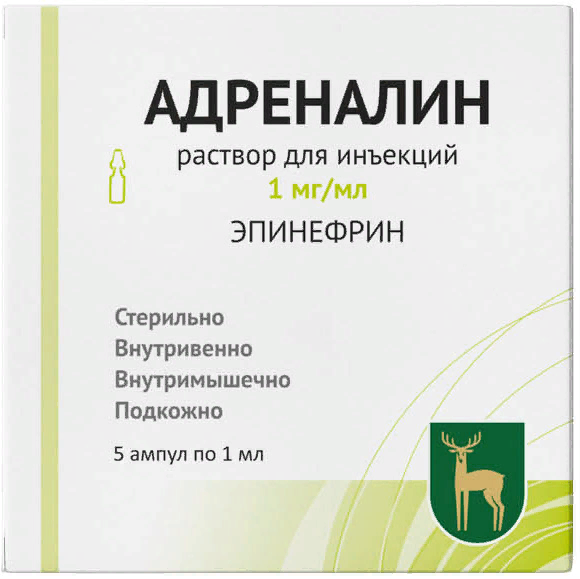 АДРЕНАЛИН
раствор для инъекций
1 мг/мл
ЭПИНЕФРИН
Стерильно
Внутривенно
Внутримышечно
Подкожно
5 ампул по 1 мл